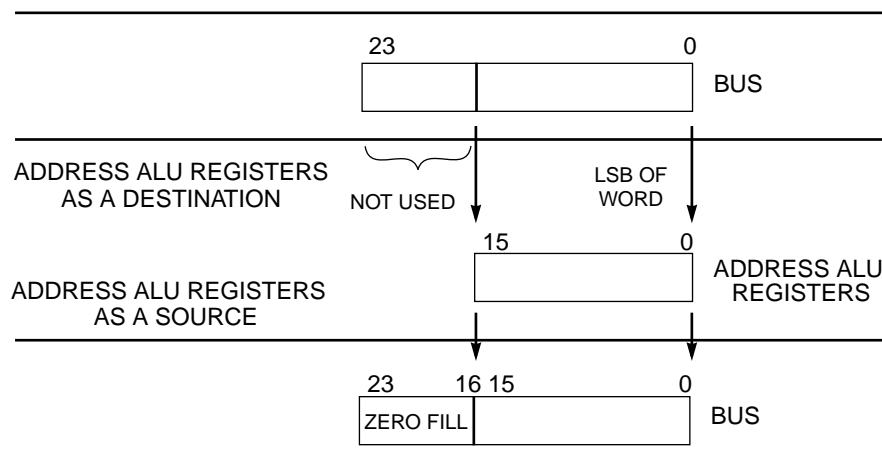 23 0
BUS
ADDRESS ALU REGISTERS
AS A DESTINATION
NOT USED
LSB OF
WORD
15 0
ADDRESS ALU
REGISTERS
ADDRESS ALU REGISTERS
AS A SOURCE
23 16 15 0
ZERO FILL
BUS